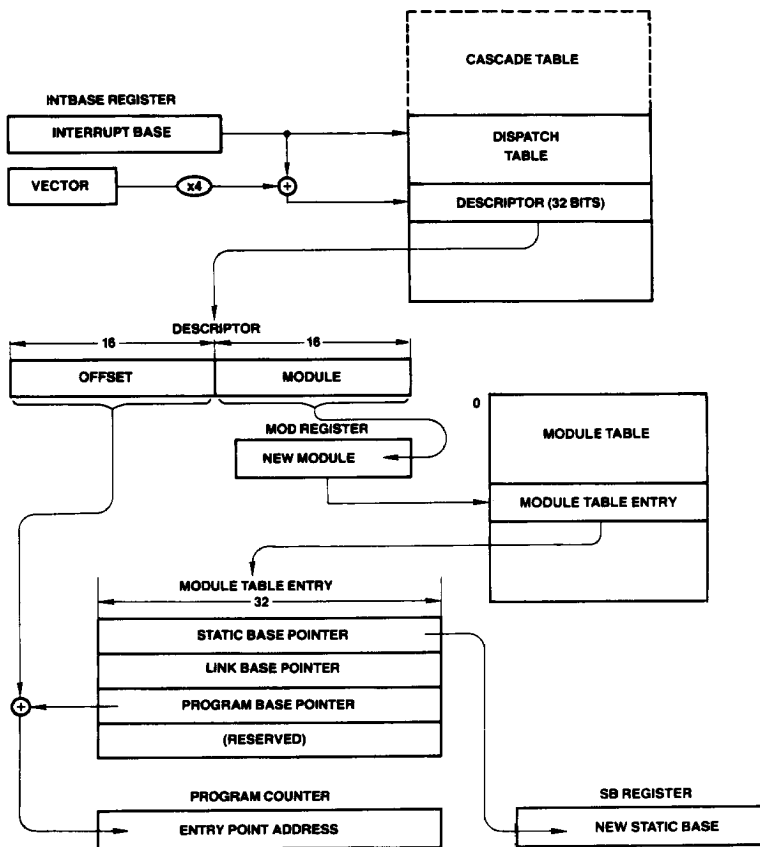 CASCADE TABLE
INTBASE REGISTER
INTERRUPT BASE
DISPATCH
TABLE
VECTOR
x4
+
DESCRIPTOR (32 BITS)
DESCRIPTOR
16
16
OFFSET
MODULE
0
MOD REGISTER
MODULE TABLE
NEW MODULE
MODULE TABLE ENTRY
MODULE TABLE ENTRY
32
STATIC BASE POINTER
LINK BASE POINTER
+
PROGRAM BASE POINTER
(RESERVED)
PROGRAM COUNTER
SB REGISTER
ENTRY POINT ADDRESS
NEW STATIC BASE